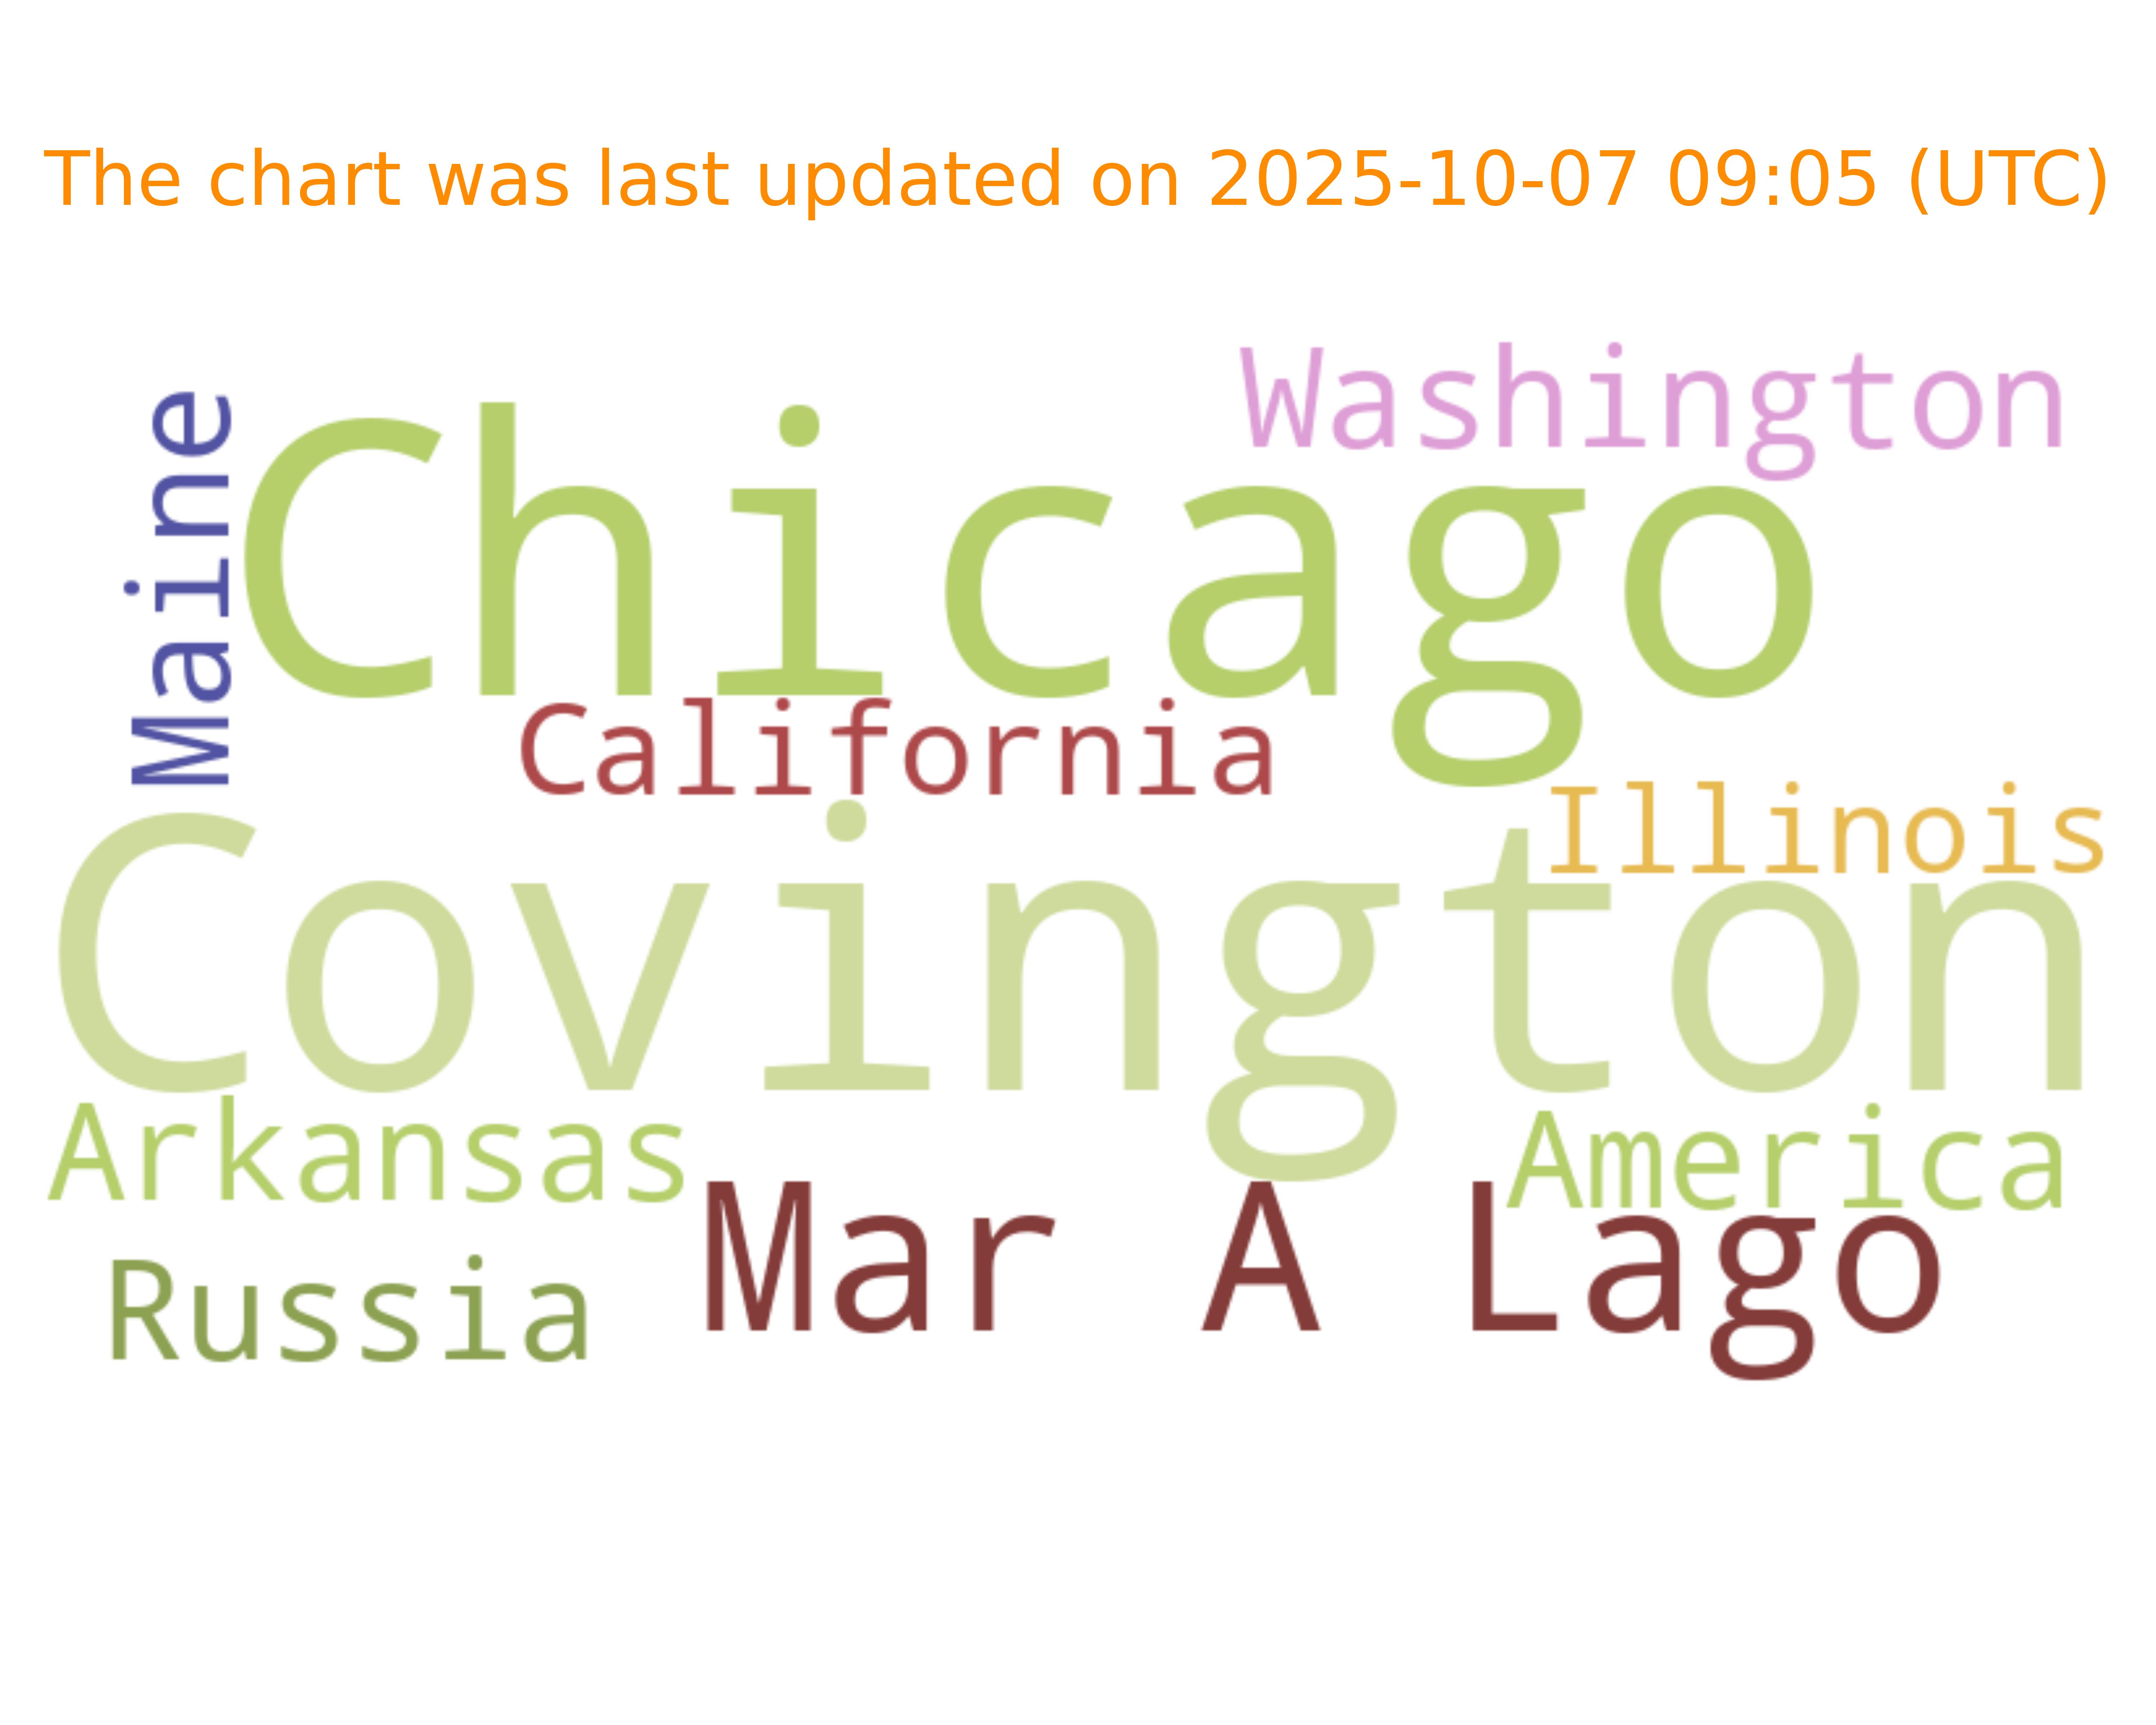 The chart was last updated on 2025-10-07 09:05 (UTC)
Washington
Maine
Chicago
California
Illinois
Covington
Arkansas
America
Mar A Lago
Russia